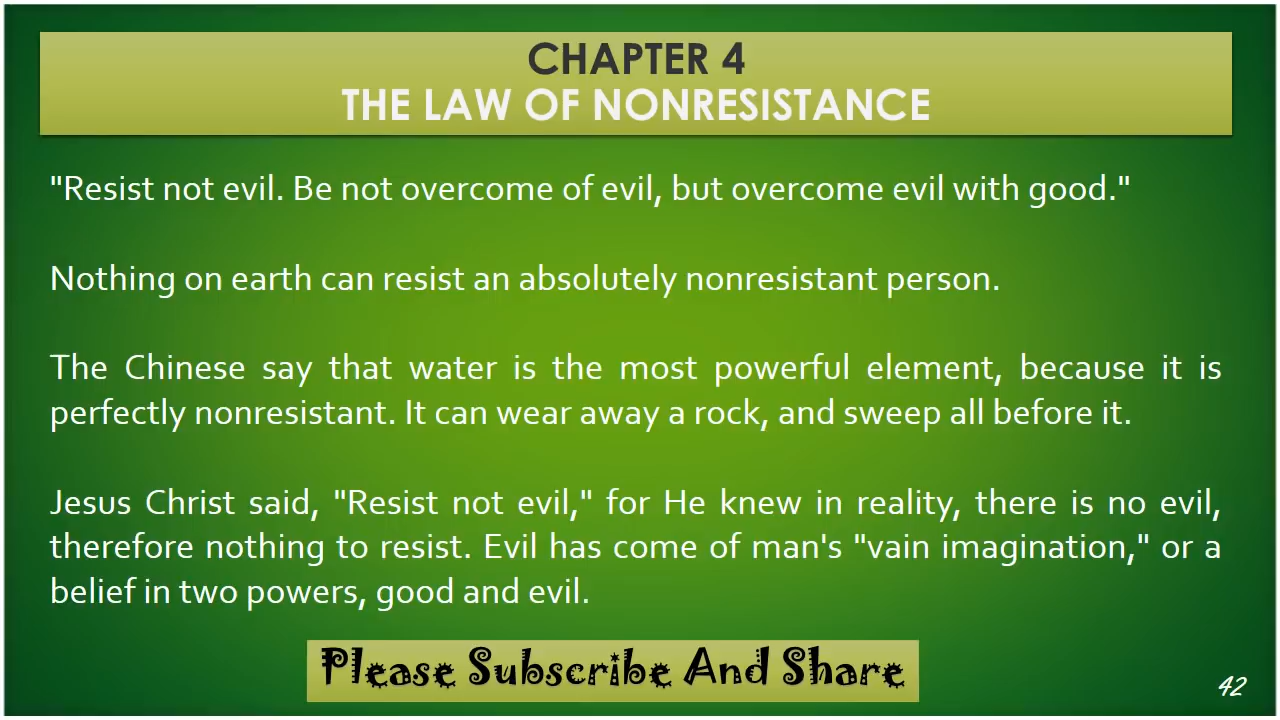 CHAPTER 4
THE LAW OF NONRESISTANCE
"Resist not evil. Be not overcome of evil, but overcome evil with good."
Nothing on earth can resist an absolutely nonresistant person.
The Chinese say that water is the most powerful element, because it is
perfectly nonresistant. It can wear away a rock, and sweep all before it.
Jesus Christ said, "Resist not evil," for He knew in reality, there is no evil,
therefore nothing to resist. Evil has come of man's "vain imagination," or a
belief in two powers, good and evil.
Please Subscribe And Share
42